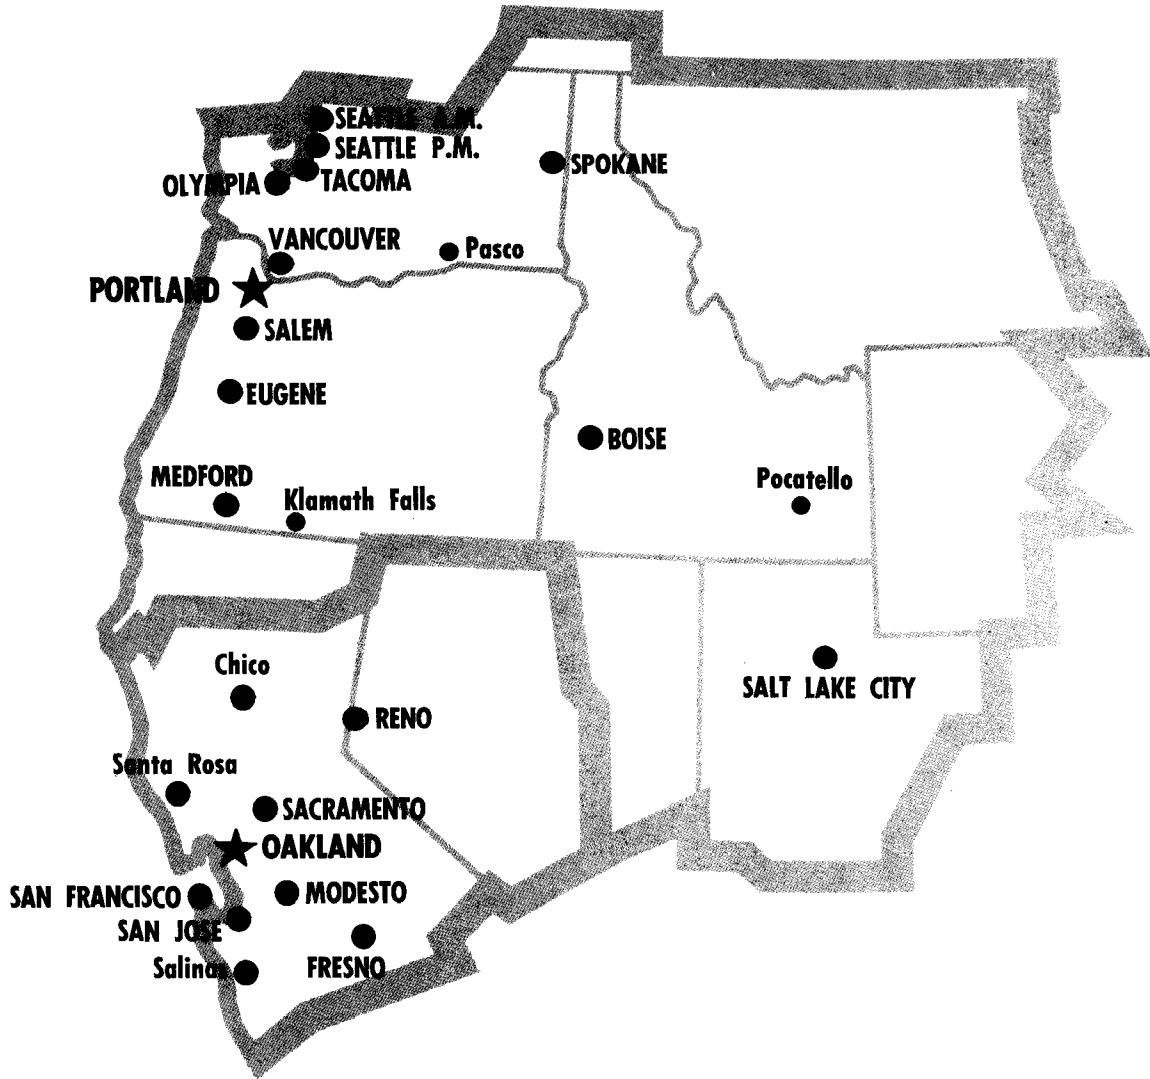 SEATTLE A.M.
SEATTLE P.M.
SPOKANE
OLYMPIA
TACOMA
VANCOUVER
Pasco
PORTLAND
SALEM
EUGENE
BOISE
MEDFORD
Klamath Falls
Pocatello
Chico
SALT LAKE CITY
RENO
Santa Rosa
SACRAMENTO
OAKLAND
SAN FRANCISCO
MODESTO
SAN JOSE
Salinas
FRESNO